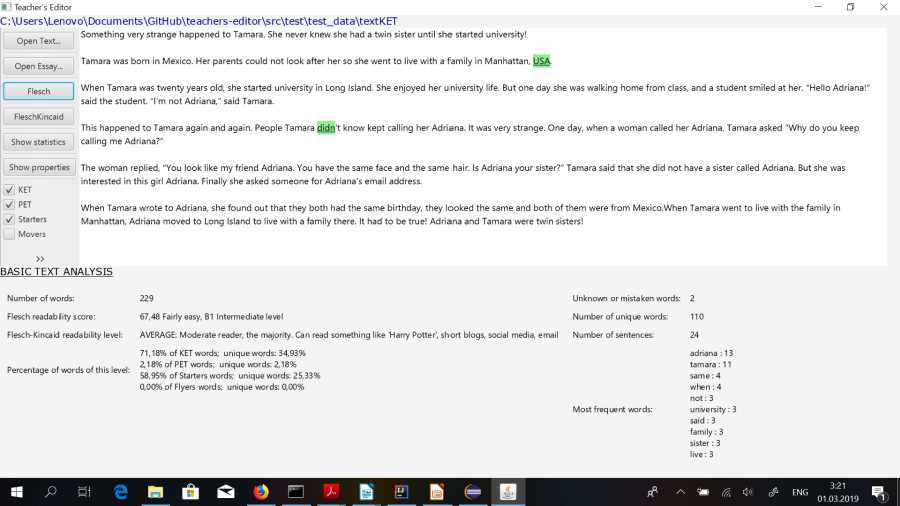 Teacher's Editor
C:\Users\Lenovo\Documents\GitHub\teachers-editor\src\test\test_data\textKET
Open Text...
Open Essay...
Flesch
FleschKincaid
Show statistics
Show properties
KET
PET
Starters
Movers
>>
Something very strange happened to Tamara. She never knew she had a twin sister until she started university!
Tamara was born in Mexico. Her parents could not look after her so she went to live with a family in Manhattan, USA.
When Tamara was twenty years old, she started university in Long Island. She enjoyed her university life. But one day she was walking home from class, and a student smiled at her. “Hello Adriana!”
said the student. “I'm not Adriana,” said Tamara.
This happened to Tamara again and again. People Tamara didn't know kept calling her Adriana. It was very strange. One day, when a woman called her Adriana, Tamara asked “Why do you keep
calling me Adriana?”
The woman replied, “You look like my friend Adriana. You have the same face and the same hair. Is Adriana your sister?” Tamara said that she did not have a sister called Adriana. But she was
interested in this girl Adriana. Finally she asked someone for Adriana's email address.
When Tamara wrote to Adriana, she found out that they both had the same birthday, they looked the same and both of them were from Mexico.When Tamara went to live with the family in
Manhattan, Adriana moved to Long Island to live with a family there. It had to be true! Adriana and Tamara were twin sisters!
BASIC TEXT ANALYSIS
Number of words: 229
Flesch readability score: 67,48 Fairly easy, B1 Intermediate level
Flesch-Kincaid readability level: AVERAGE: Moderate reader, the majority. Can read something like 'Harry Potter', short blogs, social media, email
Percentage of words of this level:
71,18% of KET words; unique words: 34,93%
2,18% of PET words; unique words: 2,18%
58,95% of Starters words; unique words: 25,33%
0,00% of Flyers words; unique words: 0,00%
Unknown or mistaken words: 2
Number of unique words: 110
Number of sentences: 24
Most frequent words:
adriana : 13
tamara : 11
same : 4
when : 4
not : 3
university : 3
said : 3
family : 3
sister : 3
live : 3
ENG
3:21
01.03.2019
1